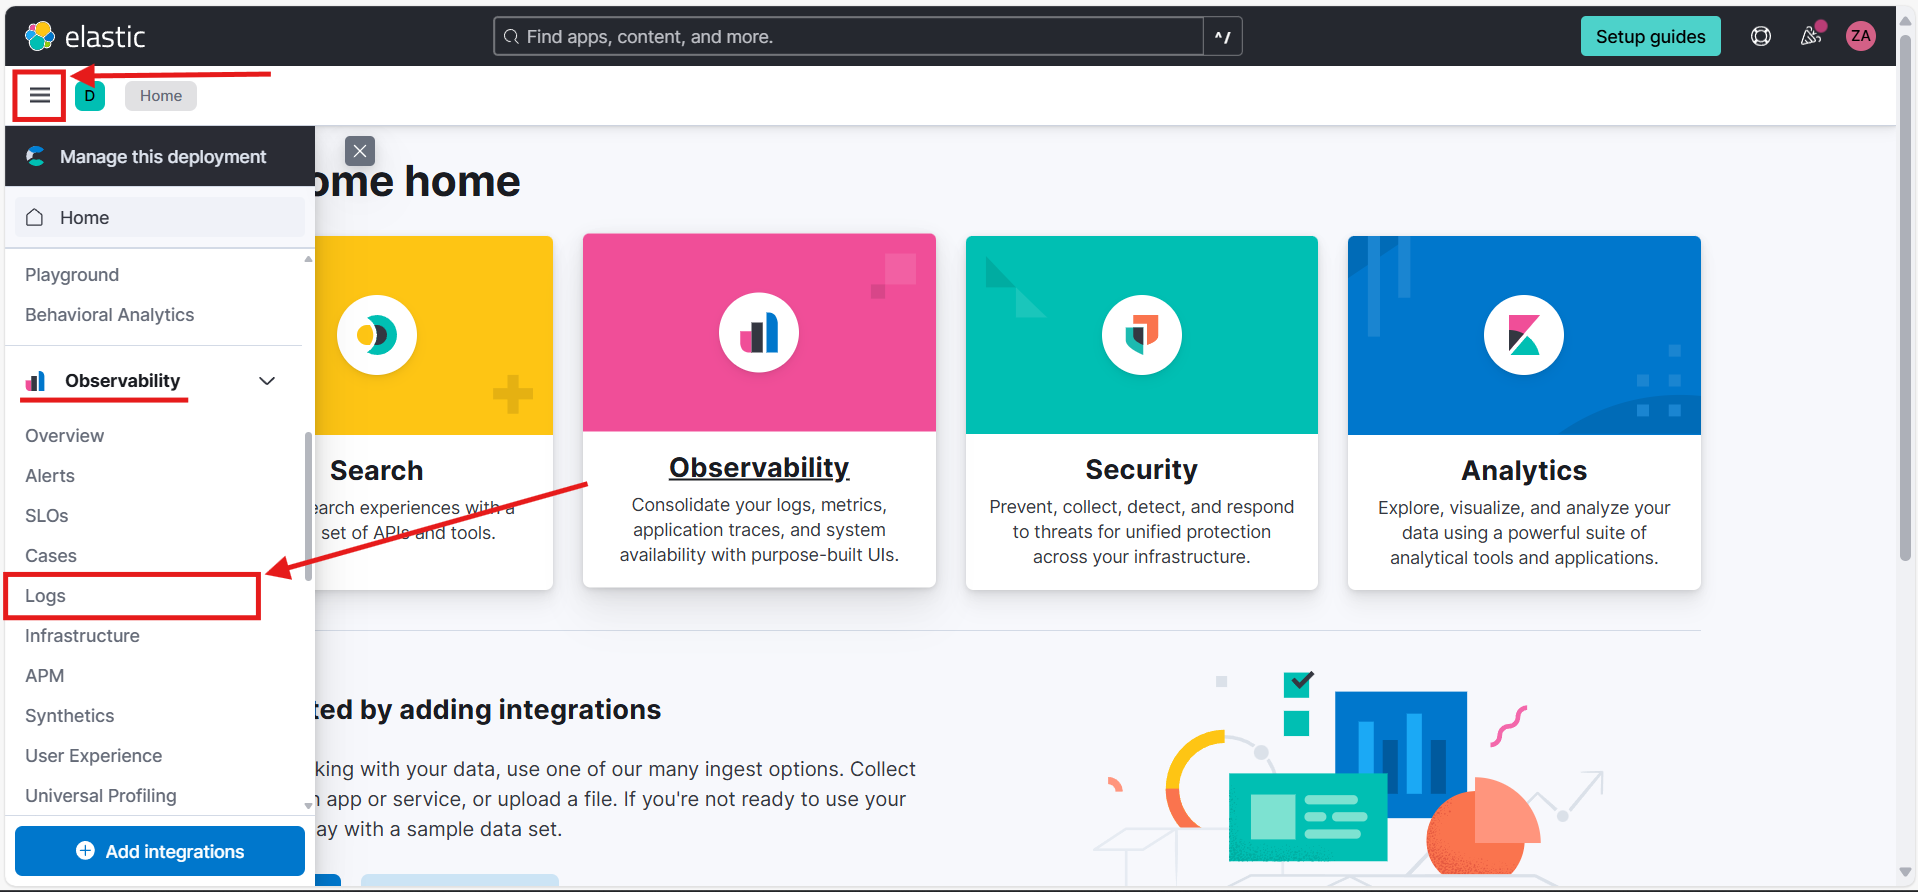 elastic
Find apps, content, and more.
^/
Setup guides
ZA
D
Home
Manage this deployment
Home
Playground
Behavioral Analytics
Observability
Overview
Alerts
SLOs
Cases
Logs
Infrastructure
APM
Synthetics
User Experience
Universal Profiling
Add integrations
ome home
Search
earch experiences with a
set of APIs and tools.
Observability
Consolidate your logs, metrics,
application traces, and system
availability with purpose-built UIs.
Security
Prevent, collect, detect, and respond
to threats for unified protection
across your infrastructure.
Analytics
Explore, visualize, and analyze your
data using a powerful suite of
analytical tools and applications.
ted by adding integrations
king with your data, use one of our many ingest options. Collect
app or service, or upload a file. If you're not ready to use your
ay with a sample data set.